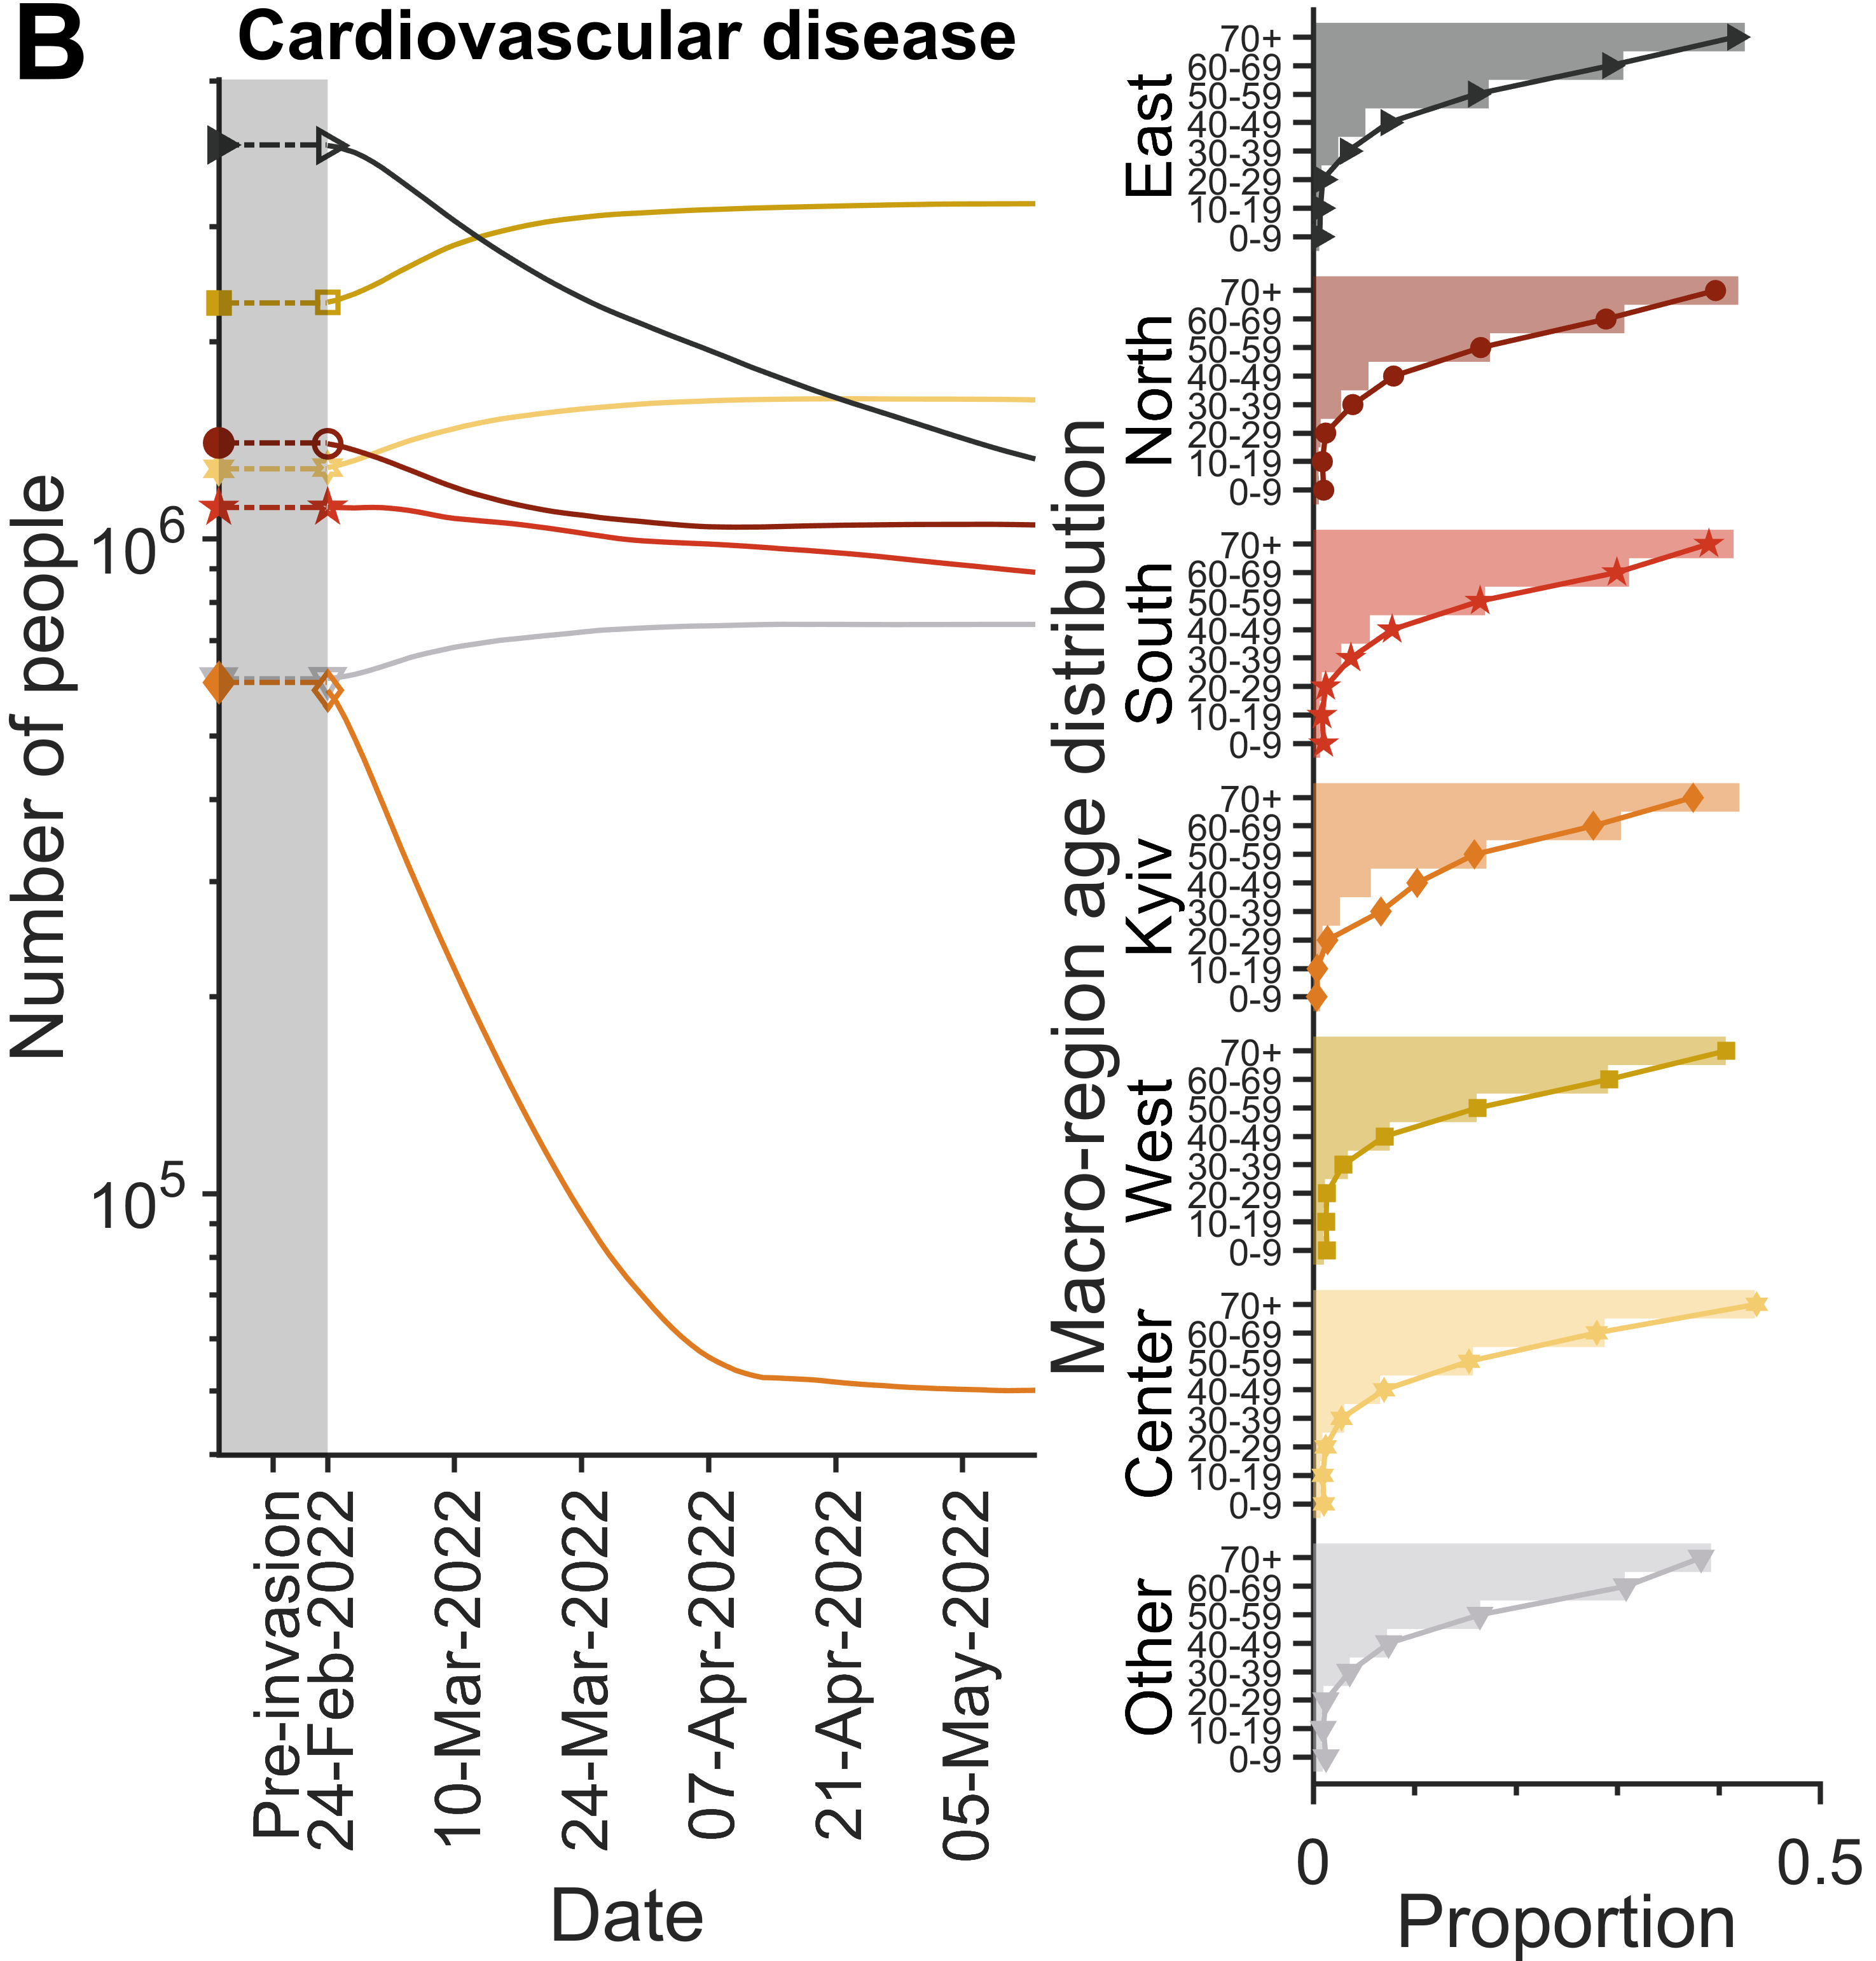 B
Cardiovascular disease
Number of people
10^6
10^5
Pre-invasion
24-Feb-2022
10-Mar-2022
24-Mar-2022
07-Apr-2022
21-Apr-2022
05-May-2022
Date
Macro-region age distribution
East
70+
60-69
50-59
40-49
30-39
20-29
10-19
0-9
North
70+
60-69
50-59
40-49
30-39
20-29
10-19
0-9
South
70+
60-69
50-59
40-49
30-39
20-29
10-19
0-9
Kyiv
70+
60-69
50-59
40-49
30-39
20-29
10-19
0-9
West
70+
60-69
50-59
40-49
30-39
20-29
10-19
0-9
Center
70+
60-69
50-59
40-49
30-39
20-29
10-19
0-9
Other
70+
60-69
50-59
40-49
30-39
20-29
10-19
0-9
0 0.5
Proportion